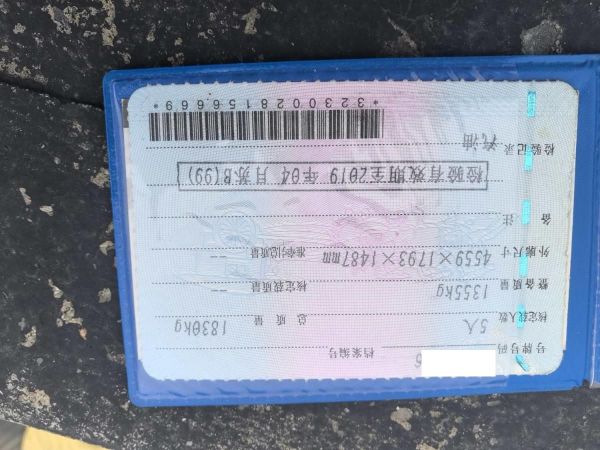 号牌号码
档案编号
核定载人数 5人 总质量 1830kg
整备质量 1355kg 核定载质量 --
外廓尺寸 4559×1793×1487mm 准牵引总质量 --
备注
检验有效期至2019年04月苏B(99)
检验记录 汽油
*3230028156669*